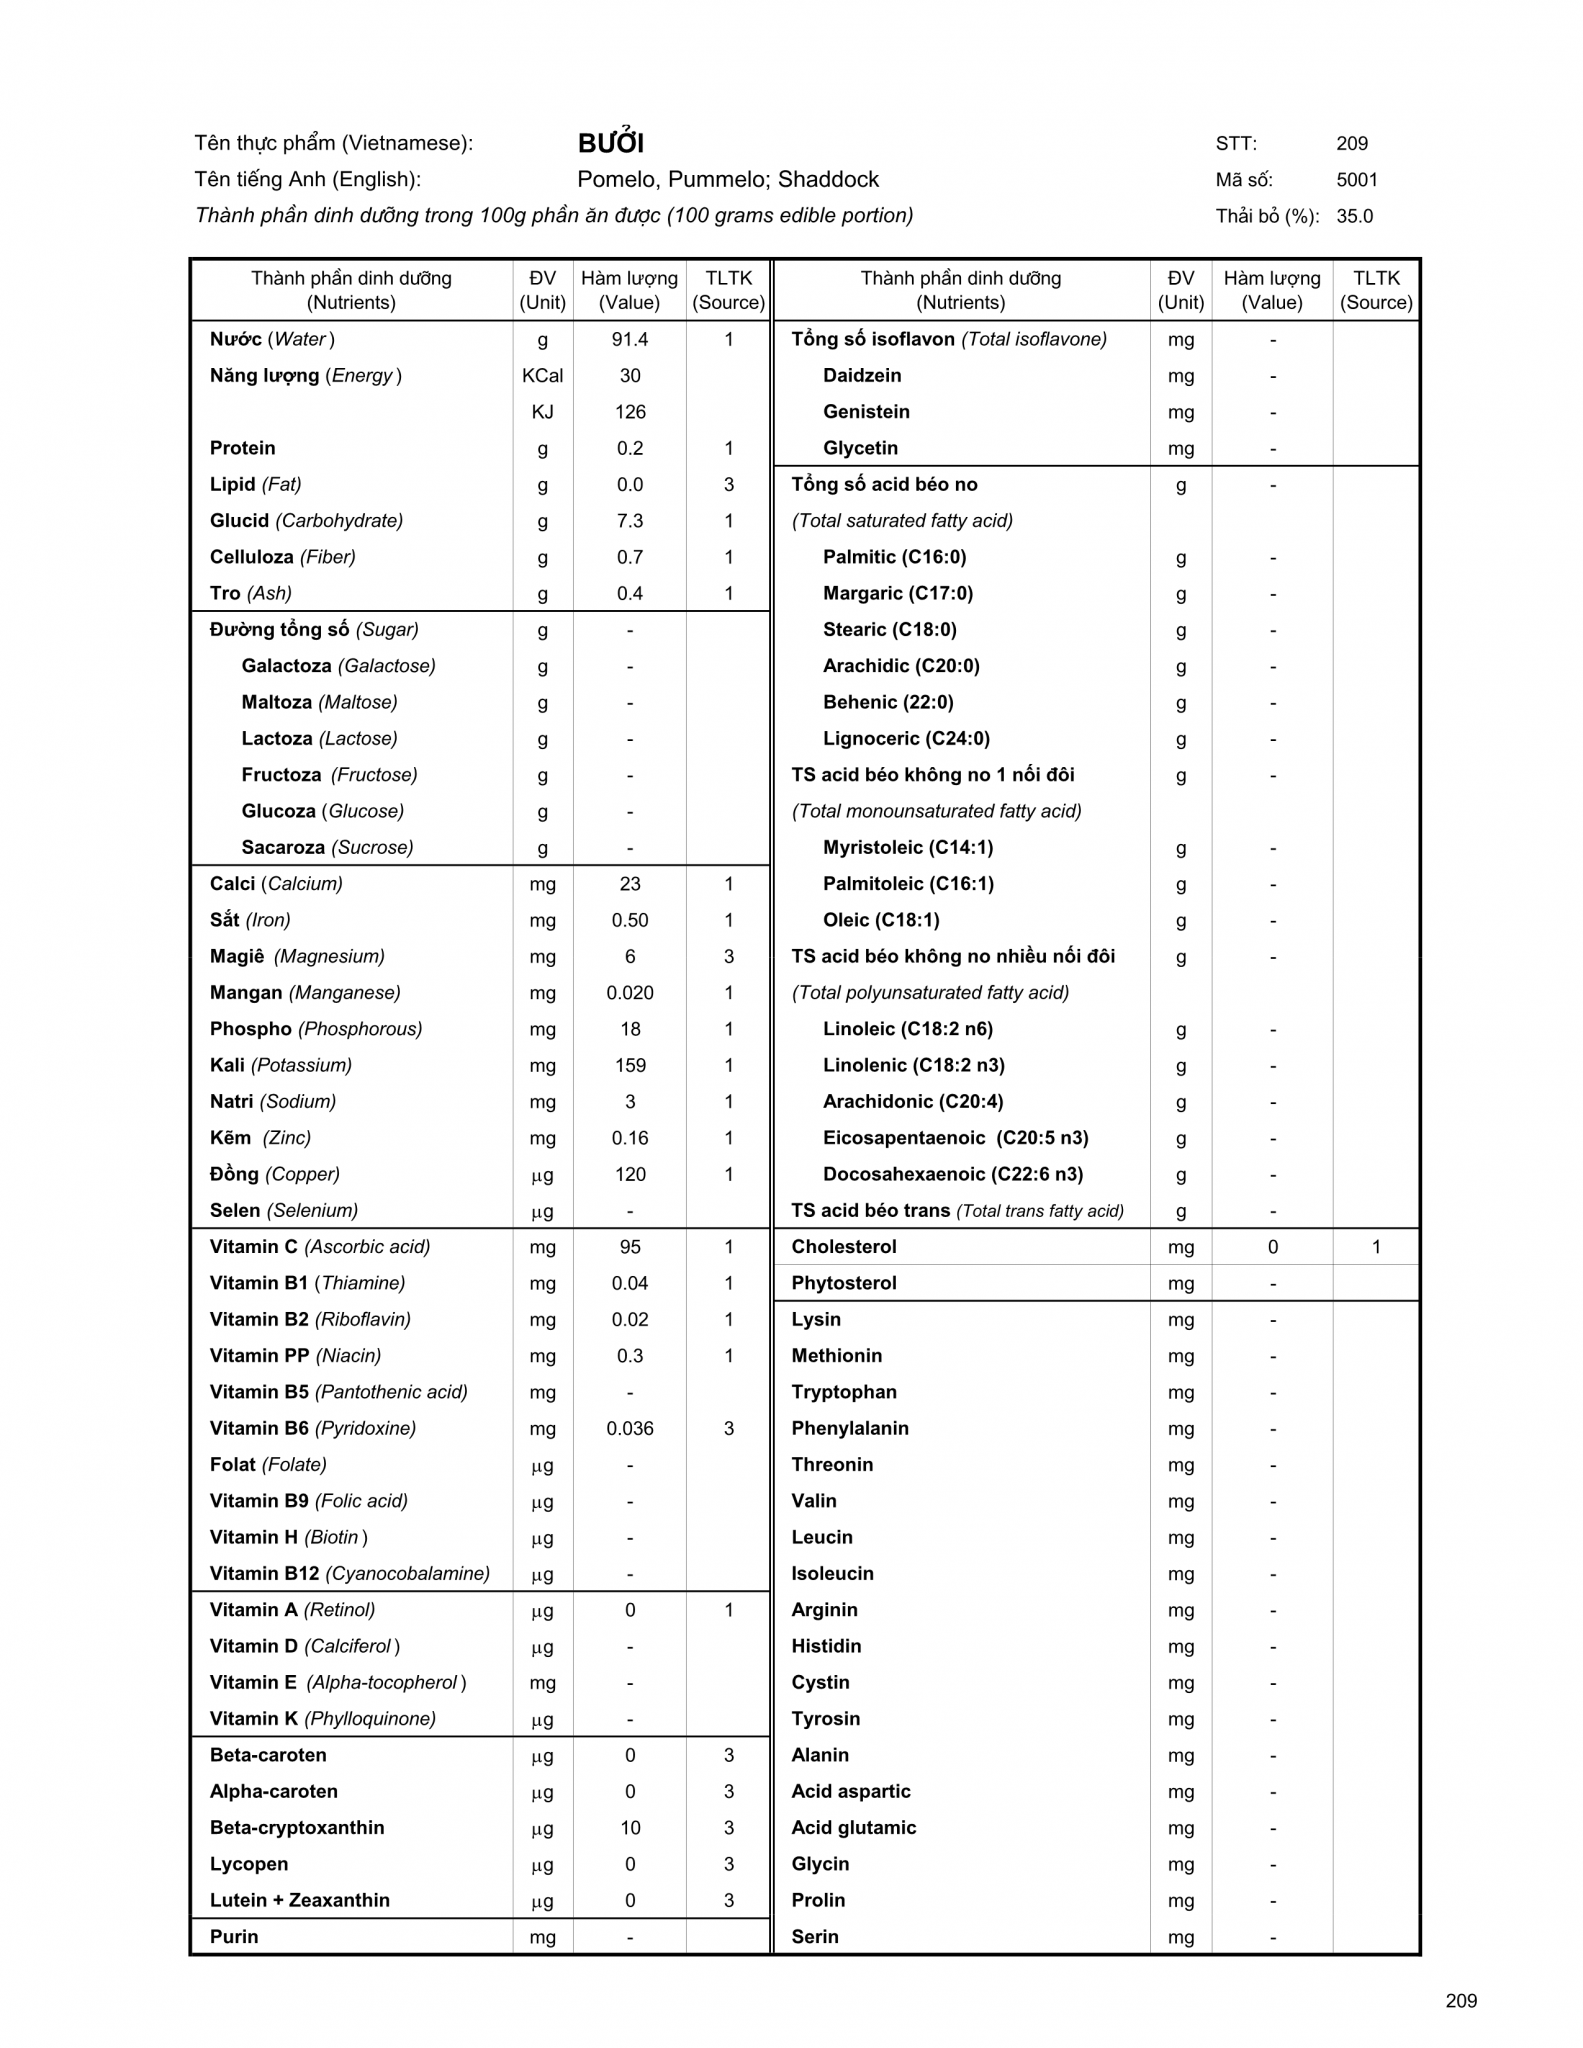 Tên thực phẩm (Vietnamese): BƯỞI STT: 209
Tên tiếng Anh (English): Pomelo, Pummelo; Shaddock Mã số: 5001
Thành phần dinh dưỡng trong 100g phần ăn được (100 grams edible portion) Thải bỏ (%): 35.0
Thành phần dinh dưỡng ĐV Hàm lượng TLTK
(Nutrients) (Unit) (Value) (Source)
Nước (Water) g 91.4 1
Năng lượng (Energy) KCal 30
KJ 126
Protein g 0.2 1
Lipid (Fat) g 0.0 3
Glucid (Carbohydrate) g 7.3 1
Celluloza (Fiber) g 0.7 1
Tro (Ash) g 0.4 1
Đường tổng số (Sugar) g -
Galactoza (Galactose) g -
Maltoza (Maltose) g -
Lactoza (Lactose) g -
Fructoza (Fructose) g -
Glucoza (Glucose) g -
Sacaroza (Sucrose) g -
Calci (Calcium) mg 23 1
Sắt (Iron) mg 0.50 1
Magiê (Magnesium) mg 6 3
Mangan (Manganese) mg 0.020 1
Phospho (Phosphorous) mg 18 1
Kali (Potassium) mg 159 1
Natri (Sodium) mg 3 1
Kẽm (Zinc) mg 0.16 1
Đồng (Copper) μg 120 1
Selen (Selenium) μg -
Vitamin C (Ascorbic acid) mg 95 1
Vitamin B1 (Thiamine) mg 0.04 1
Vitamin B2 (Riboflavin) mg 0.02 1
Vitamin PP (Niacin) mg 0.3 1
Vitamin B5 (Pantothenic acid) mg -
Vitamin B6 (Pyridoxine) mg 0.036 3
Folat (Folate) μg -
Vitamin B9 (Folic acid) μg -
Vitamin H (Biotin) μg -
Vitamin B12 (Cyanocobalamine) μg -
Vitamin A (Retinol) μg 0 1
Vitamin D (Calciferol) μg -
Vitamin E (Alpha-tocopherol) mg -
Vitamin K (Phylloquinone) μg -
Beta-caroten μg 0 3
Alpha-caroten μg 0 3
Beta-cryptoxanthin μg 10 3
Lycopen μg 0 3
Lutein + Zeaxanthin μg 0 3
Purin mg -
Thành phần dinh dưỡng ĐV Hàm lượng TLTK
(Nutrients) (Unit) (Value) (Source)
Tổng số isoflavon (Total isoflavone) mg -
Daidzein mg -
Genistein mg -
Glycetin mg -
Tổng số acid béo no g -
(Total saturated fatty acid)
Palmitic (C16:0) g -
Margaric (C17:0) g -
Stearic (C18:0) g -
Arachidic (C20:0) g -
Behenic (22:0) g -
Lignoceric (C24:0) g -
TS acid béo không no 1 nối đôi g -
(Total monounsaturated fatty acid)
Myristoleic (C14:1) g -
Palmitoleic (C16:1) g -
Oleic (C18:1) g -
TS acid béo không no nhiều nối đôi g -
(Total polyunsaturated fatty acid)
Linoleic (C18:2 n6) g -
Linolenic (C18:2 n3) g -
Arachidonic (C20:4) g -
Eicosapentaenoic (C20:5 n3) g -
Docosahexaenoic (C22:6 n3) g -
TS acid béo trans (Total trans fatty acid) g -
Cholesterol mg 0 1
Phytosterol mg -
Lysin mg -
Methionin mg -
Tryptophan mg -
Phenylalanin mg -
Threonin mg -
Valin mg -
Leucin mg -
Isoleucin mg -
Arginin mg -
Histidin mg -
Cystin mg -
Tyrosin mg -
Alanin mg -
Acid aspartic mg -
Acid glutamic mg -
Glycin mg -
Prolin mg -
Serin mg -
209